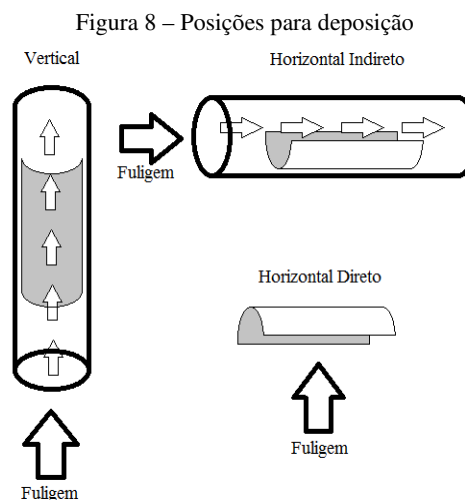 Figura 8 – Posições para deposição
Vertical
Horizontal Indireto
Fuligem
Horizontal Direto
Fuligem
Fuligem